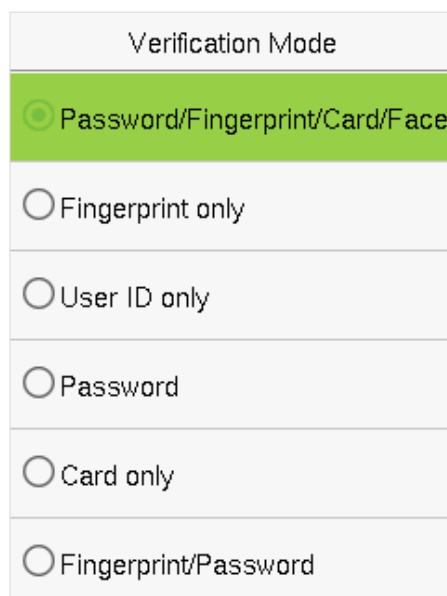 Verification Mode
Password/Fingerprint/Card/Face
Fingerprint only
User ID only
Password
Card only
Fingerprint/Password